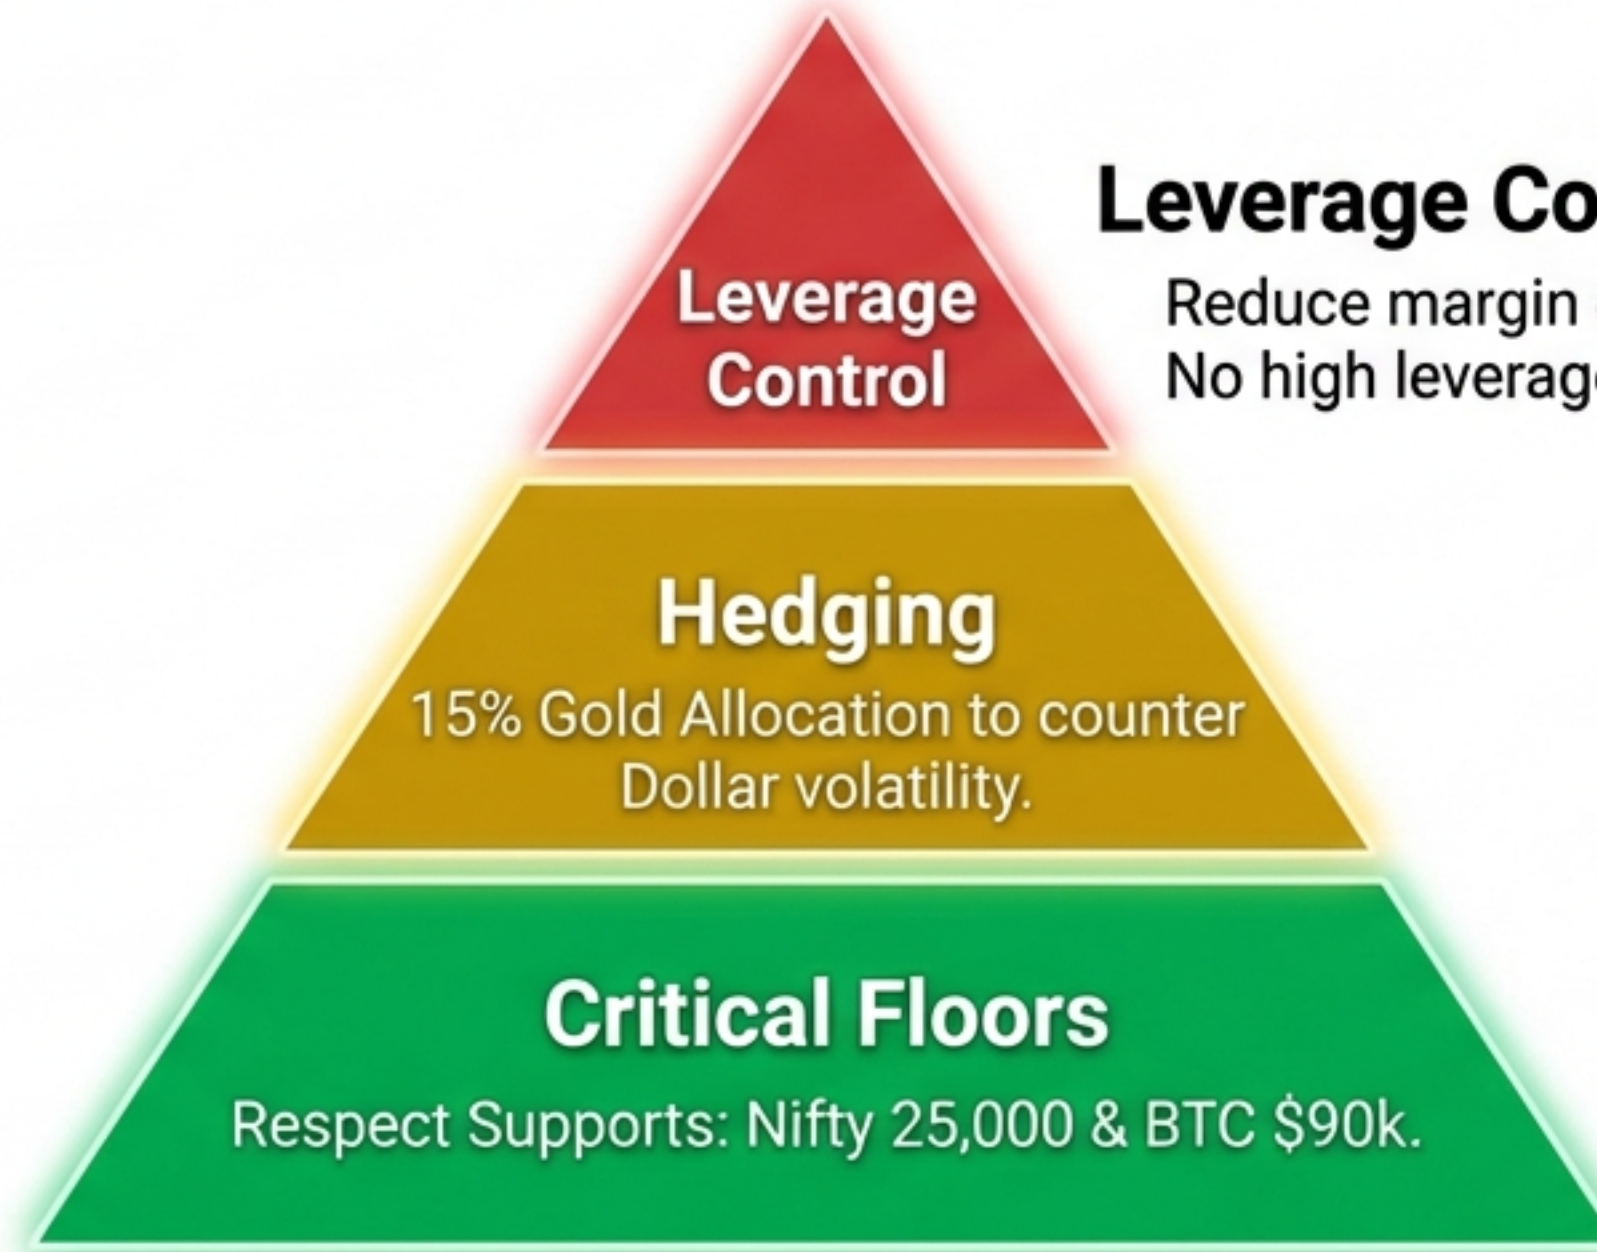 Leverage
Control
Leverage Co
Reduce margin
No high leverage
Hedging
15% Gold Allocation to counter
Dollar volatility.
Critical Floors
Respect Supports: Nifty 25,000 & BTC $90k.